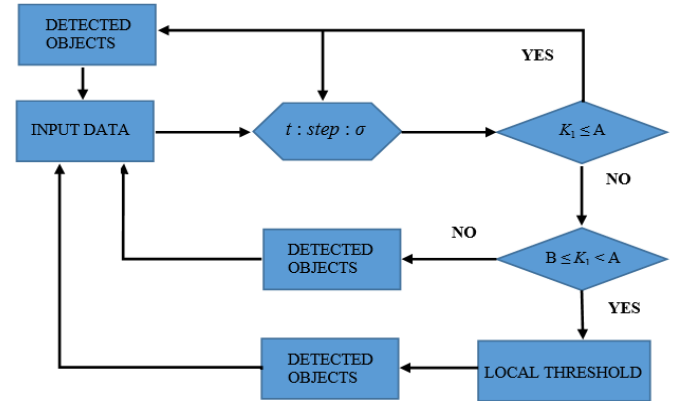 DETECTED
OBJECTS
YES
INPUT DATA
t : step : σ
K₁ ≤ A
NO
DETECTED
OBJECTS
NO
B ≤ K₁ < A
YES
DETECTED
OBJECTS
LOCAL THRESHOLD